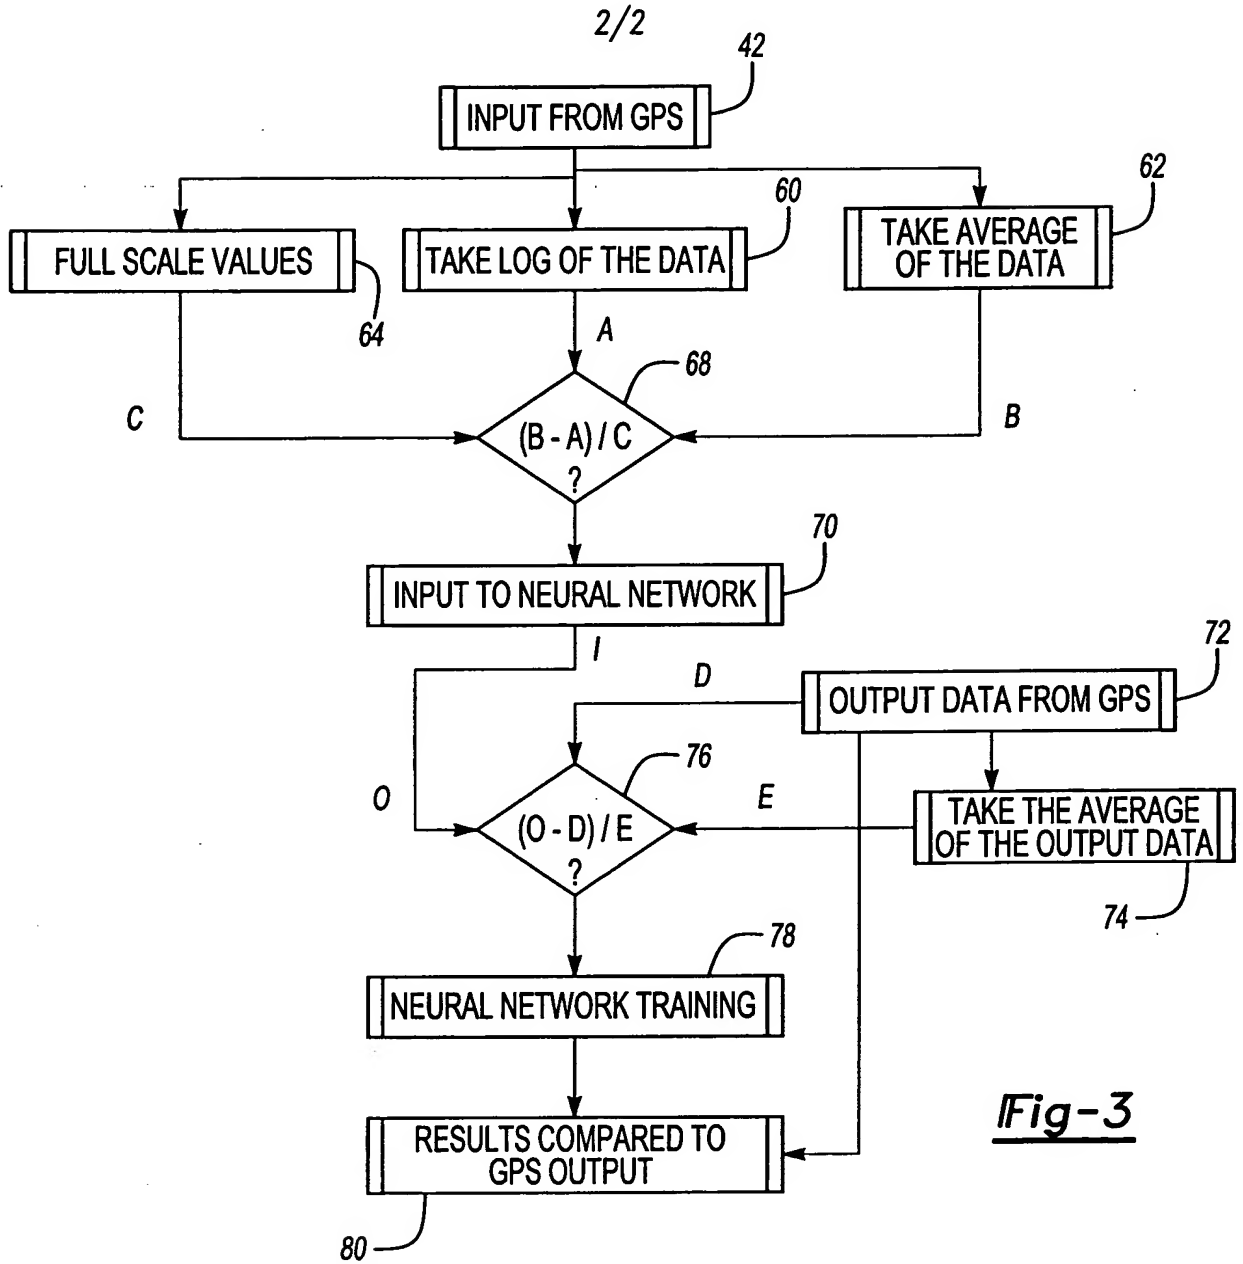 2/2
42
INPUT FROM GPS
62
60
TAKE AVERAGE
OF THE DATA
FULL SCALE VALUES
TAKE LOG OF THE DATA
64
A
68
C
B
(B - A) / C
?
70
INPUT TO NEURAL NETWORK
I
72
D
OUTPUT DATA FROM GPS
76
O
E
TAKE THE AVERAGE
OF THE OUTPUT DATA
(O - D) / E
?
74
78
NEURAL NETWORK TRAINING
Fig-3
RESULTS COMPARED TO
GPS OUTPUT
80